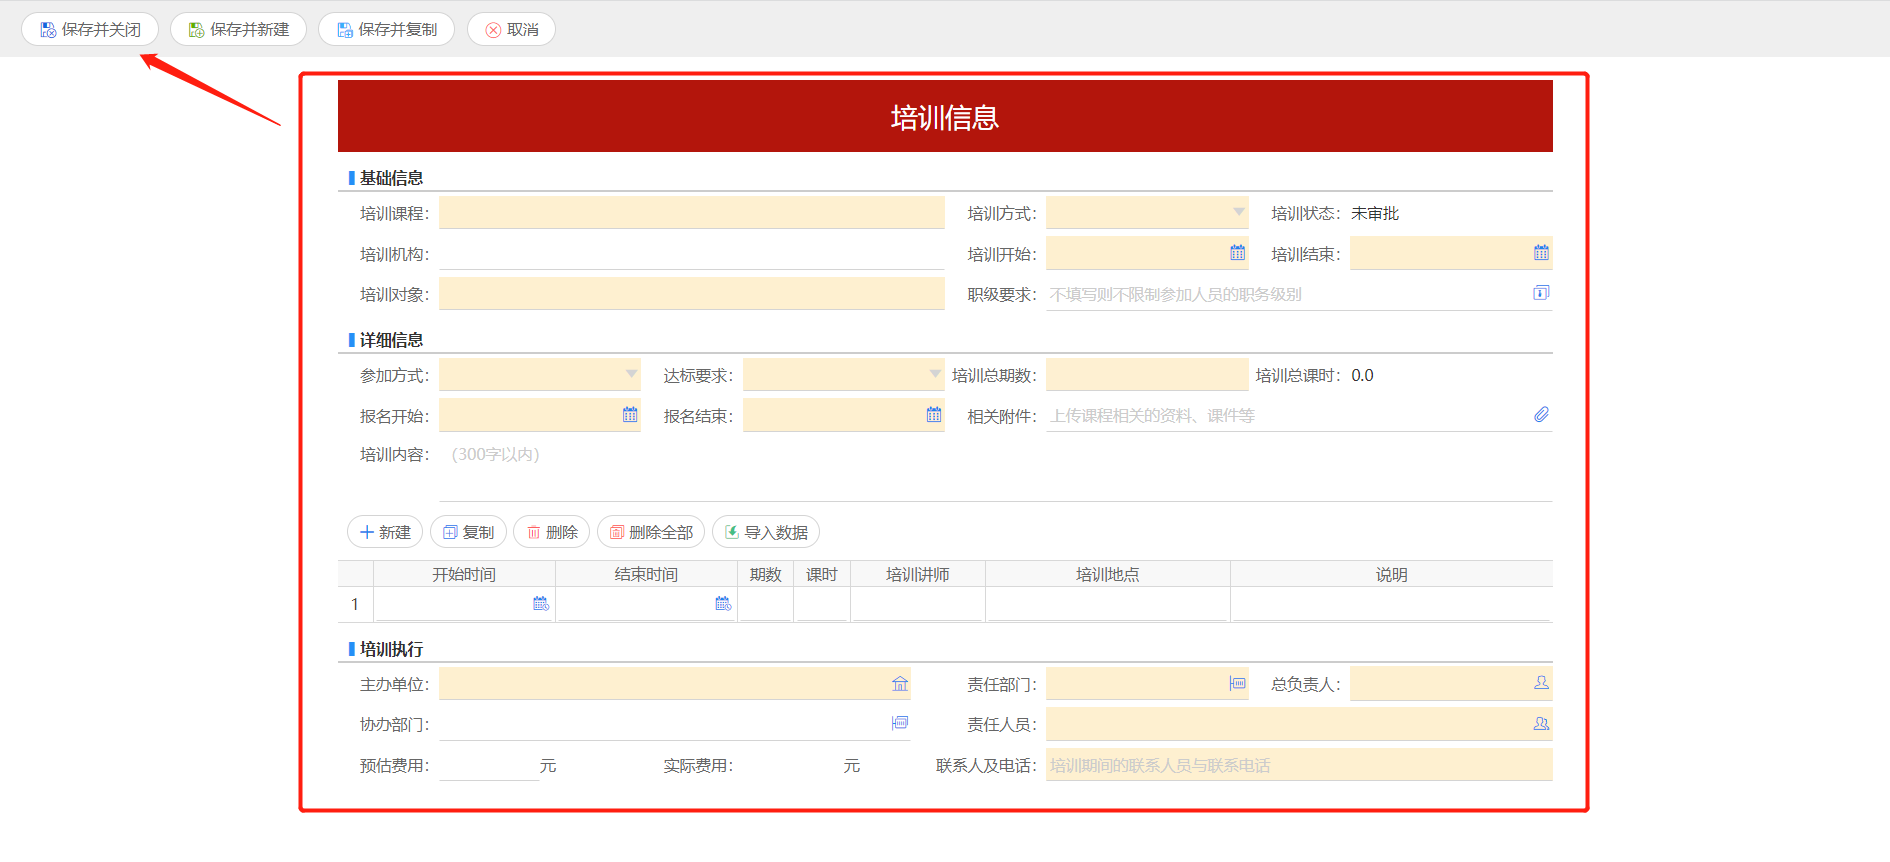 保存并关闭 保存并新建 保存并复制 取消
培训信息
基础信息
培训课程： 培训方式： 培训状态： 未审批
培训机构： 培训开始： 培训结束：
培训对象： 职级要求： 不填写则不限制参加人员的职务级别
详细信息
参加方式： 达标要求： 培训总期数： 培训总课时： 0.0
报名开始： 报名结束： 相关附件： 上传课程相关的资料、课件等
培训内容： （300字以内）
新建 复制 删除 删除全部 导入数据
开始时间 结束时间 期数 课时 培训讲师 培训地点 说明
1
培训执行
主办单位： 责任部门： 总负责人：
协办部门： 责任人员：
预估费用： 元 实际费用： 元 联系人及电话： 培训期间的联系人员与联系电话